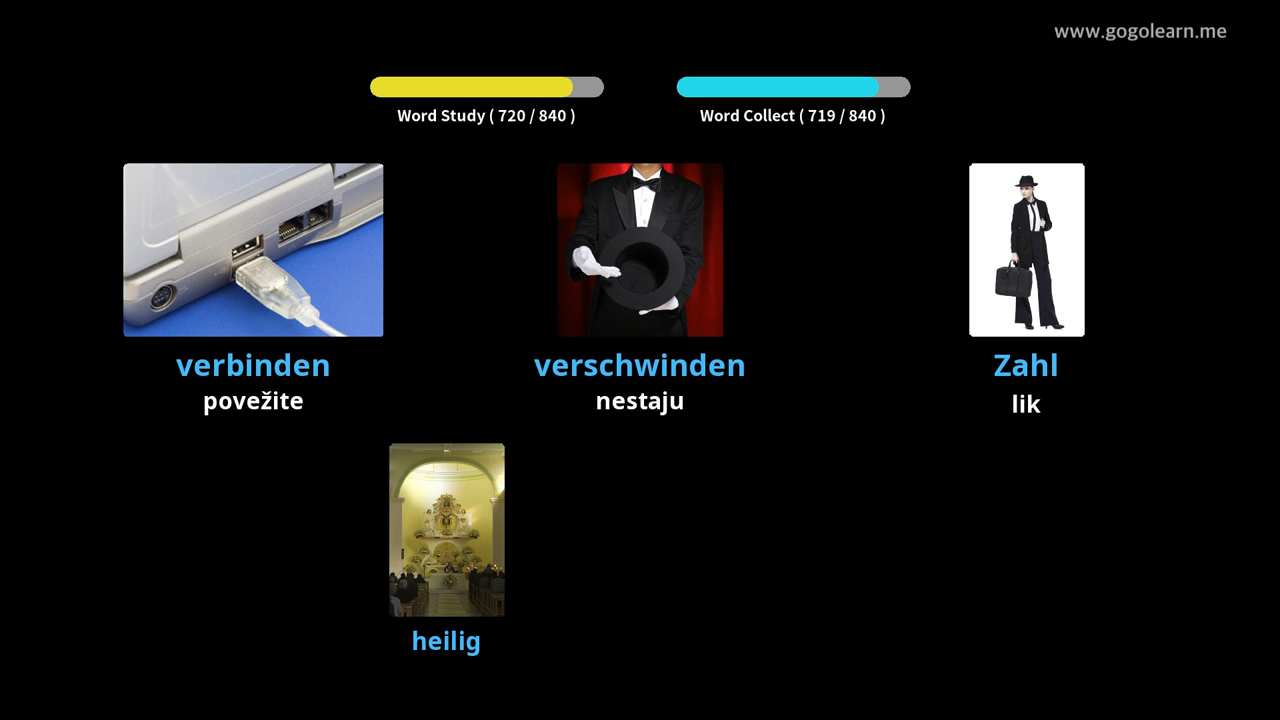 www.gogolearn.me
Word Study ( 720 / 840 )
Word Collect ( 719 / 840 )
verbinden
povežite
verschwinden
nestaju
Zahl
lik
heilig